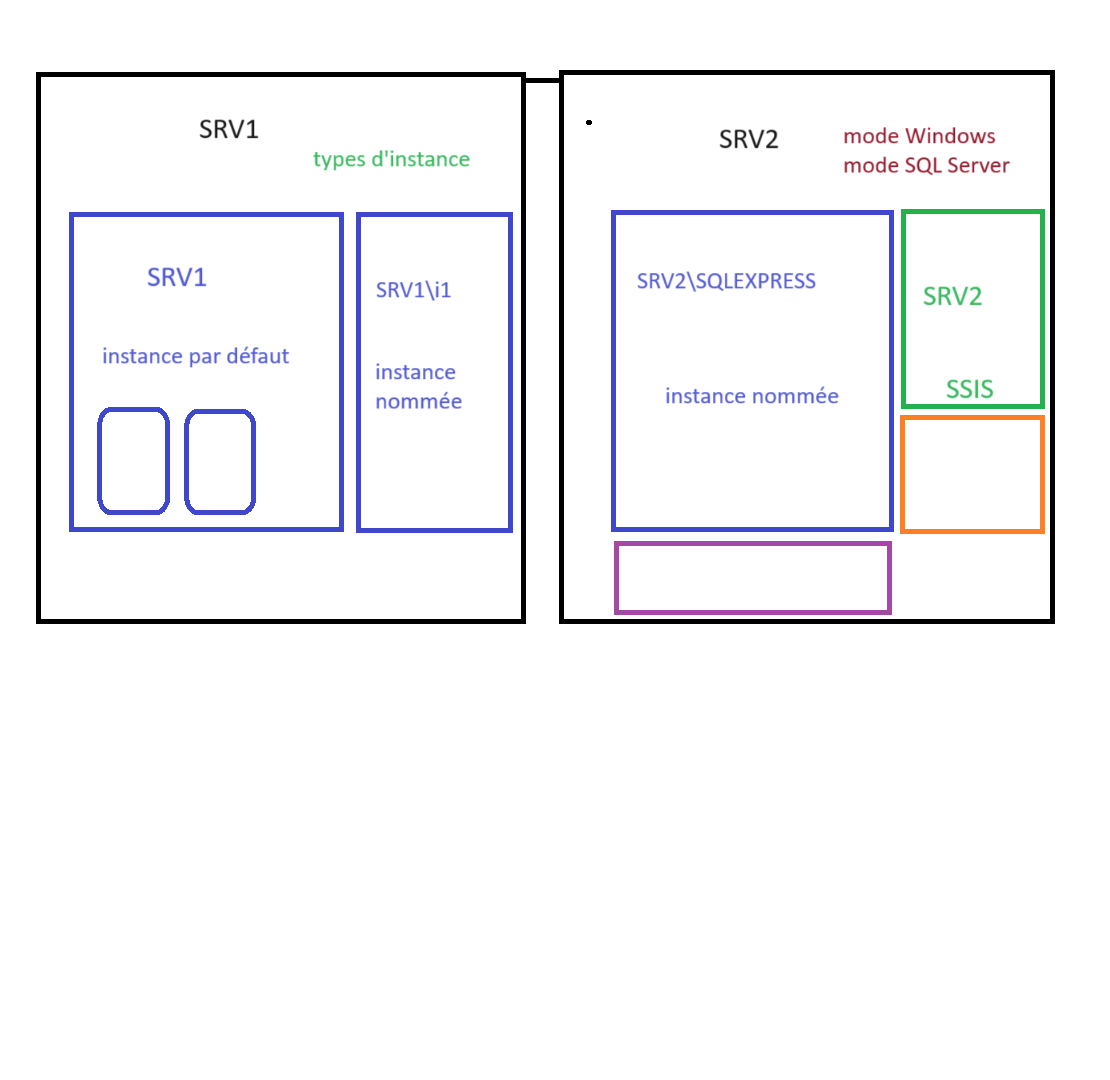 SRV1
types d'instance
SRV1
instance par défaut
SRV1\i1
instance
nommée
SRV2
mode Windows
mode SQL Server
SRV2\SQLEXPRESS
instance nommée
SRV2
SSIS